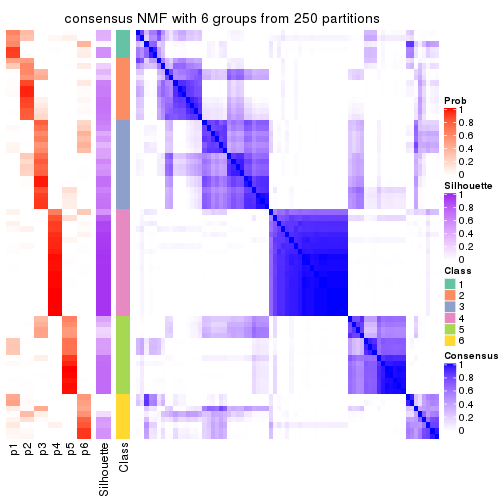 consensus NMF with 6 groups from 250 partitions
Prob
1
0.8
0.6
0.4
0.2
0
Silhouette
1
0.8
0.6
0.4
0.2
0
Class
1
2
3
4
5
6
Consensus
1
0.8
0.6
0.4
0.2
0
p1
p2
p3
p4
p5
p6
Silhouette
Class